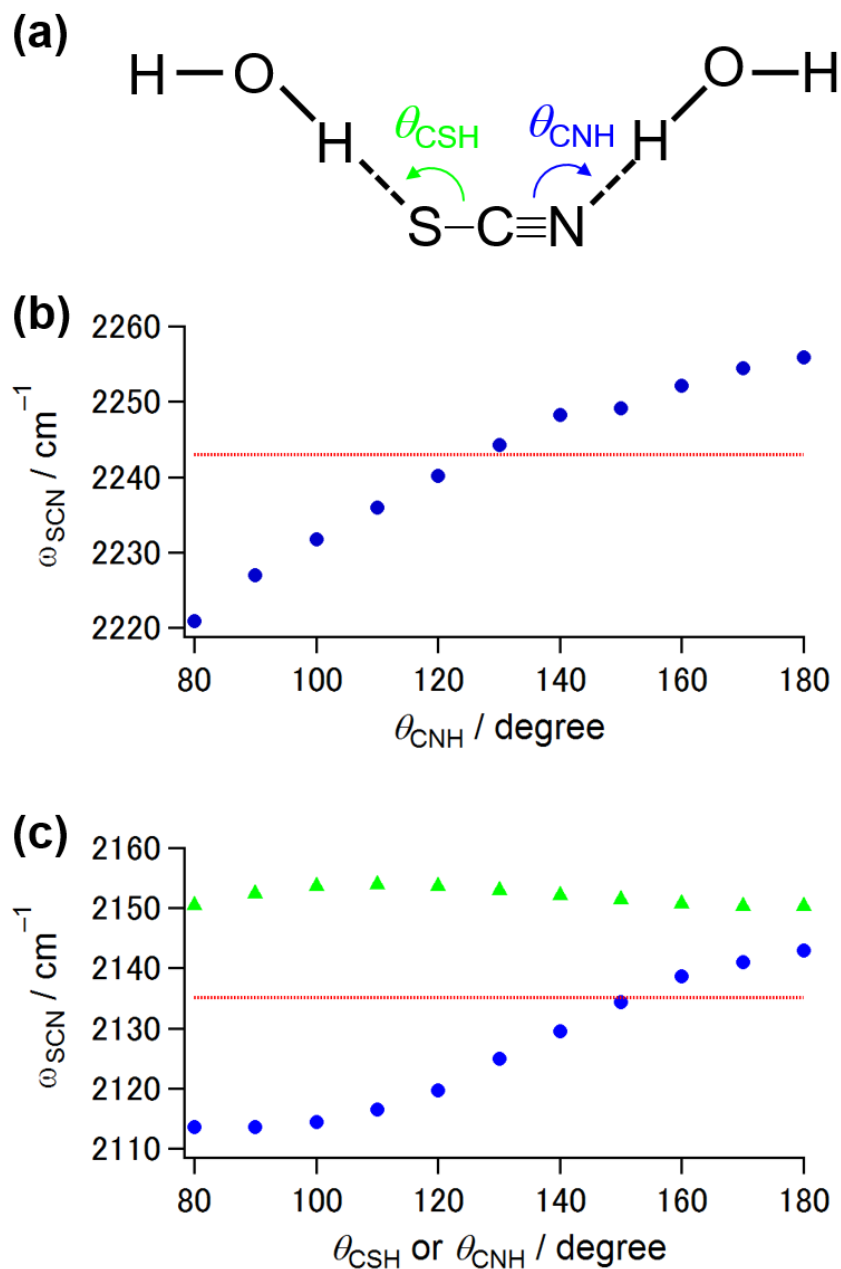 (a)
H O O H
H θCSH θCNH H
S C N
(b)
2260
2250
2240
2230
2220
ωSCN / cm⁻¹
80 100 120 140 160 180
θCNH / degree
(c)
2160
2150
2140
2130
2120
2110
ωSCN / cm⁻¹
80 100 120 140 160 180
θCSH or θCNH / degree